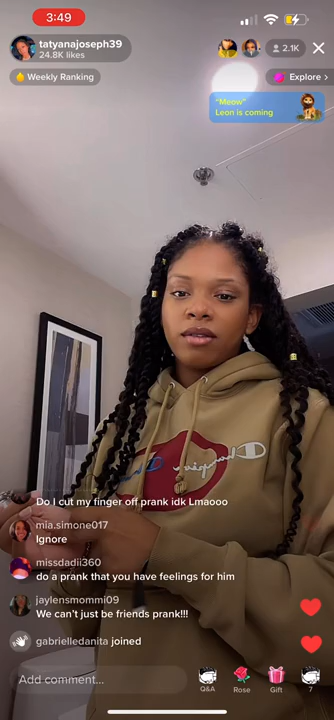 3:49
tatyanajoseph39
24.8K likes
2.1K
Weekly Ranking
Explore >
"Meow"
Leon is coming
Champion
Do I cut my finger off prank idk Lmaooo
mia.simone017
Ignore
missdadii360
do a prank that you have feelings for him
jaylensmommi09
We can't just be friends prank!!!
gabrielledanita joined
Add comment...
Q&A
Rose
Gift
7